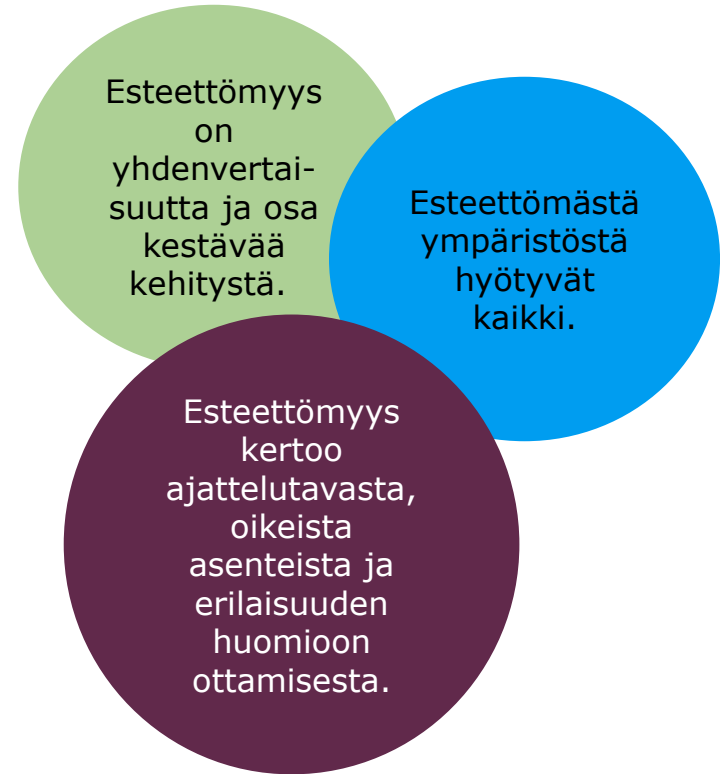 Esteettömyys
on
yhdenvertai-
suutta ja osa
kestävää
kehitystä.
Esteettömästä
ympäristöstä
hyötyvät
kaikki.
Esteettömyys
kertoo
ajattelutavasta,
oikeista
asenteista ja
erilaisuuden
huomioon
ottamisesta.